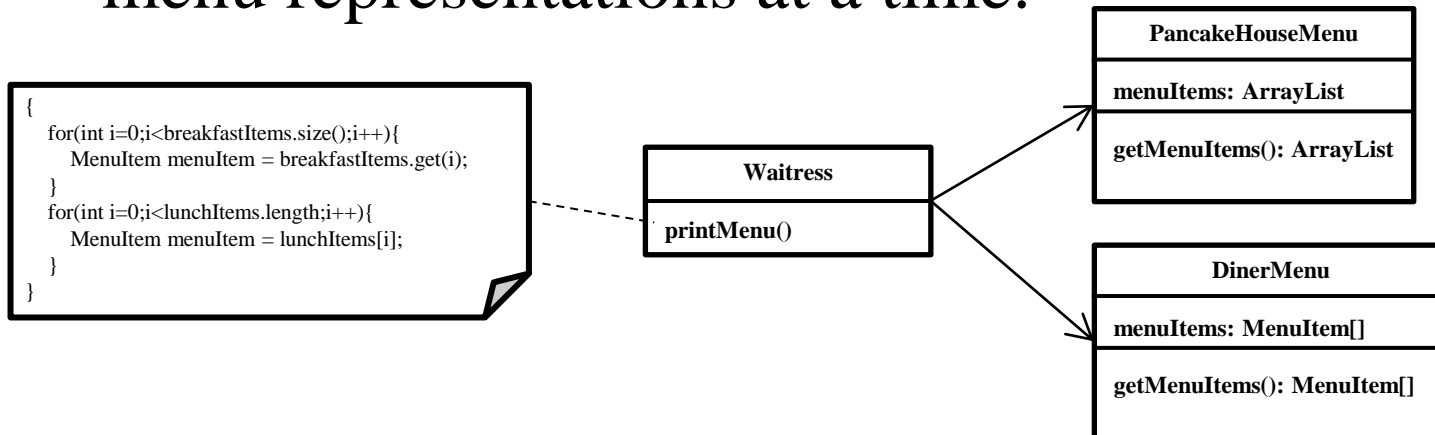 menu representations at a time.
{
for(int i=0;i<breakfastItems.size();i++){
MenuItem menuItem = breakfastItems.get(i);
}
for(int i=0;i<lunchItems.length;i++){
MenuItem menuItem = lunchItems[i];
}
}
Waitress
printMenu()
PancakeHouseMenu
menuItems: ArrayList
getMenuItems(): ArrayList
DinerMenu
menuItems: MenuItem[]
getMenuItems(): MenuItem[]